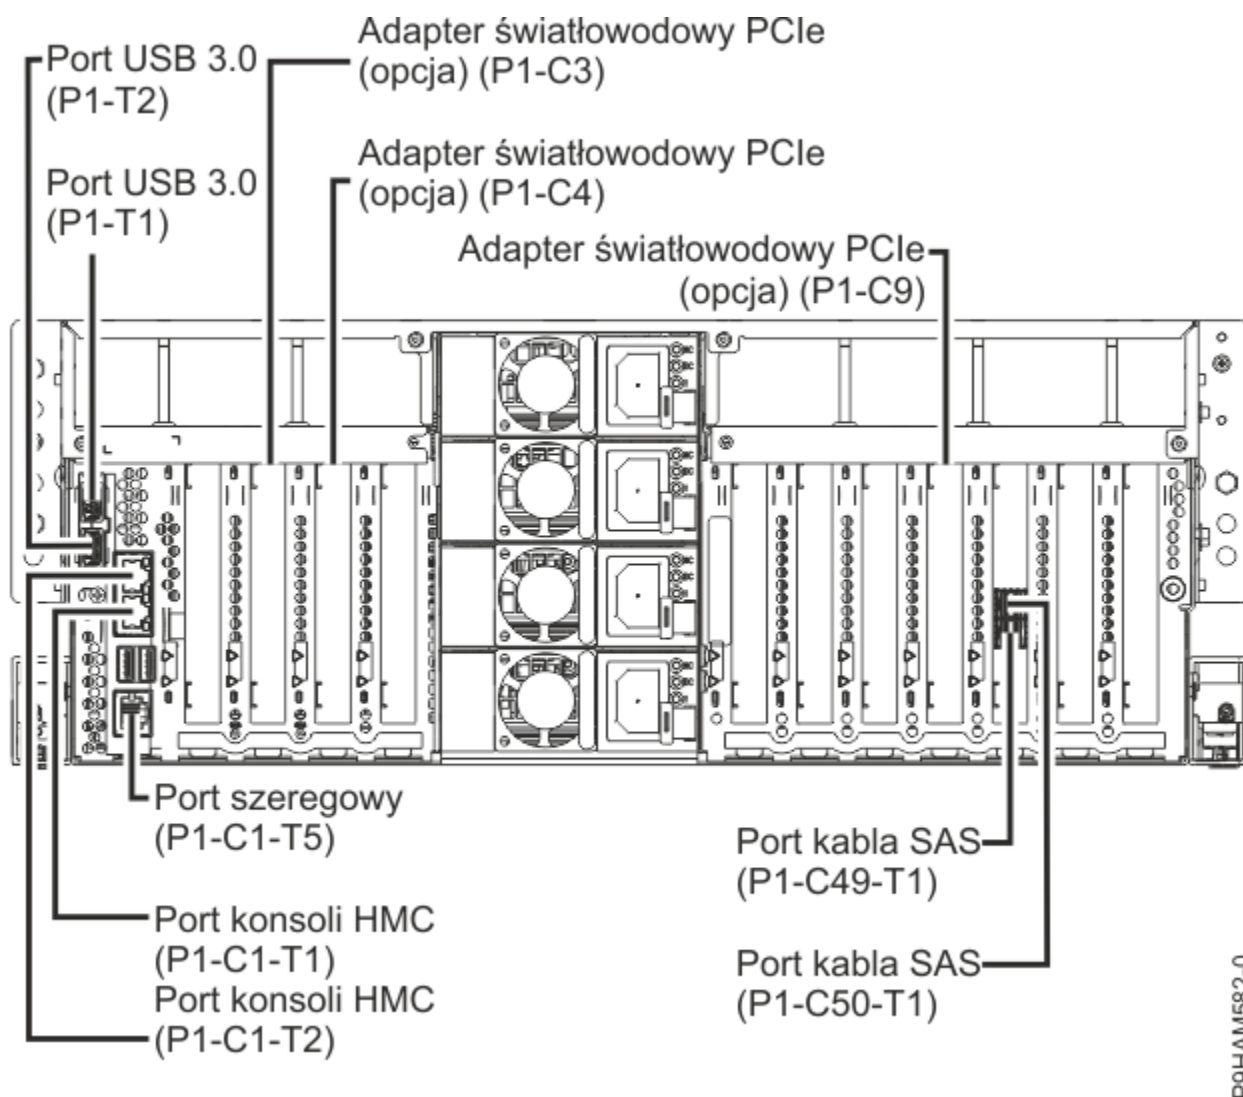 Adapter światłowodowy PCIe
(opcja) (P1-C3)
Port USB 3.0
(P1-T2)
Adapter światłowodowy PCIe
(opcja) (P1-C4)
Port USB 3.0
(P1-T1)
Adapter światłowodowy PCIe
(opcja) (P1-C9)
Port szeregowy
(P1-C1-T5)
Port kabla SAS
(P1-C49-T1)
Port konsoli HMC
(P1-C1-T1)
Port konsoli HMC
(P1-C1-T2)
Port kabla SAS
(P1-C50-T1)
P9HAM582-0